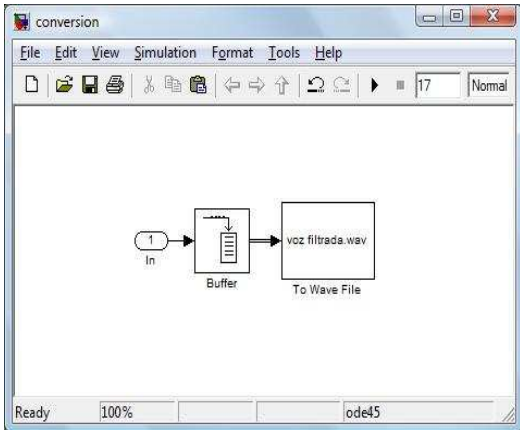 conversion
File Edit View Simulation Format Tools Help
17 Normal
1
In
Buffer
voz filtrada.wav
To Wave File
Ready 100% ode45